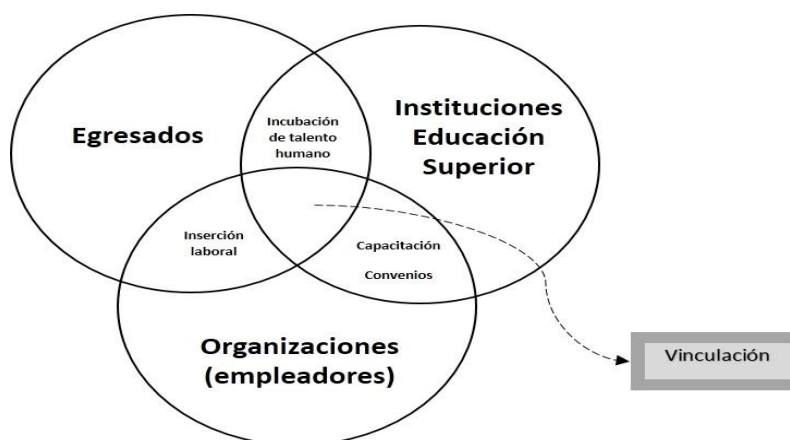 Egresados
Incubación
de talento
humano
Instituciones
Educación
Superior
Inserción
laboral
Capacitación
Convenios
Organizaciones
(empleadores)
Vinculación